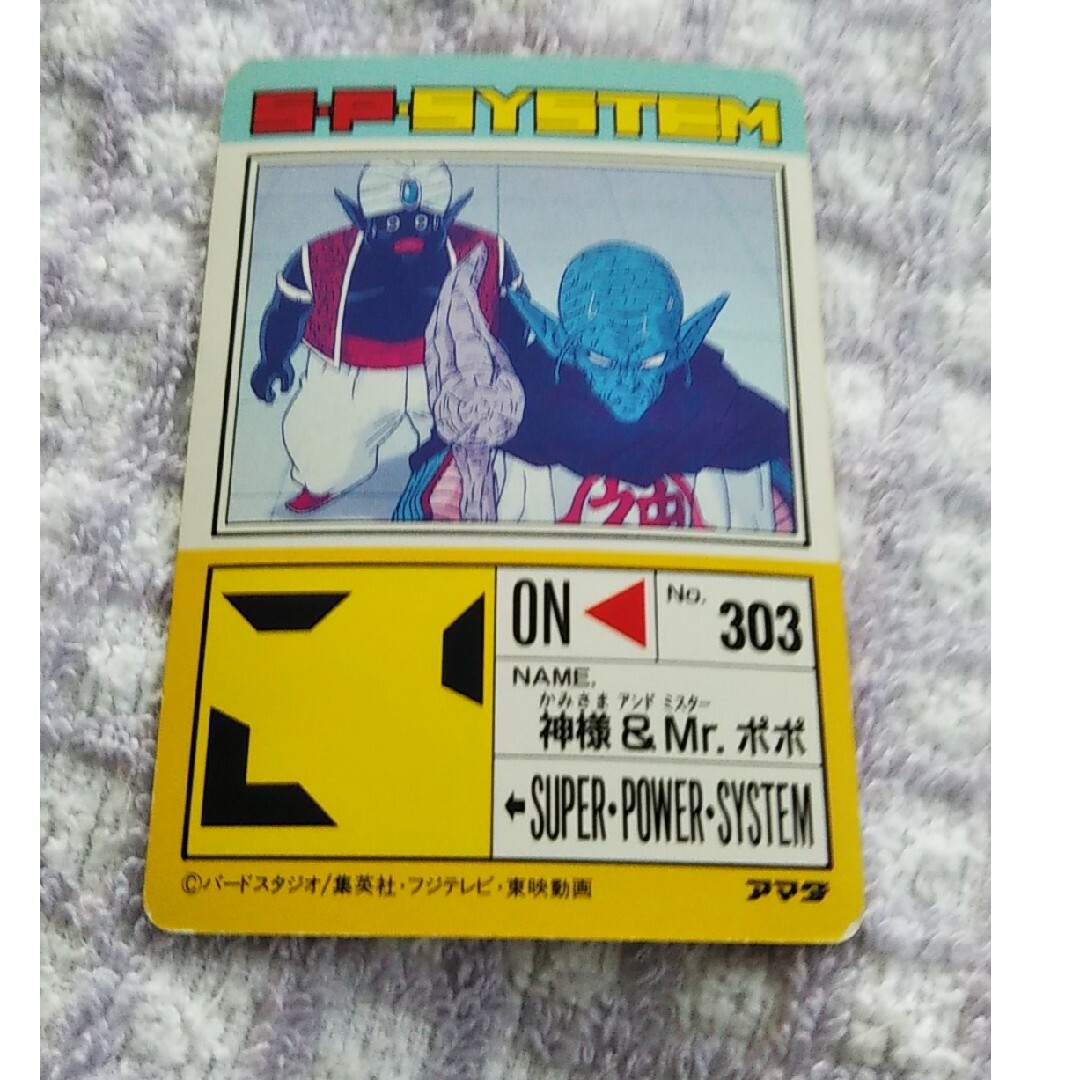 S・P・SYSTEM
神
ON
No. 303
NAME.
かみさま アンド ミスター
神様&Mr.ポポ
←SUPER・POWER・SYSTEM
©バードスタジオ/集英社・フジテレビ・東映動画
アマダ